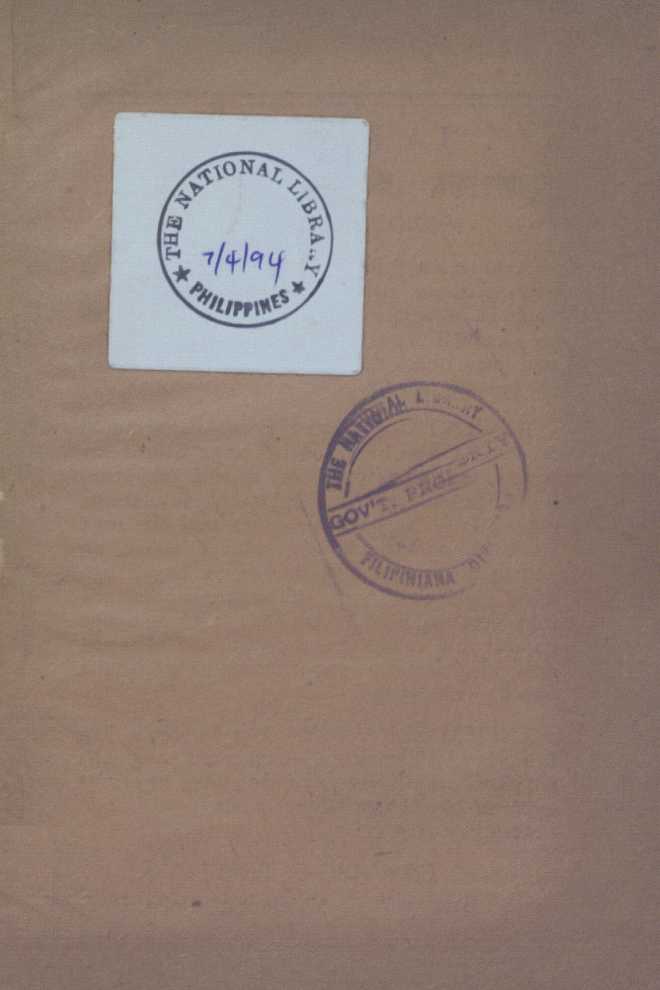 THE NATIONAL LIBRARY
7/4/94
★ PHILIPPINES ★
THE NATIONAL LIBRARY
GOV'T. PROPERTY
FILIPINIANA